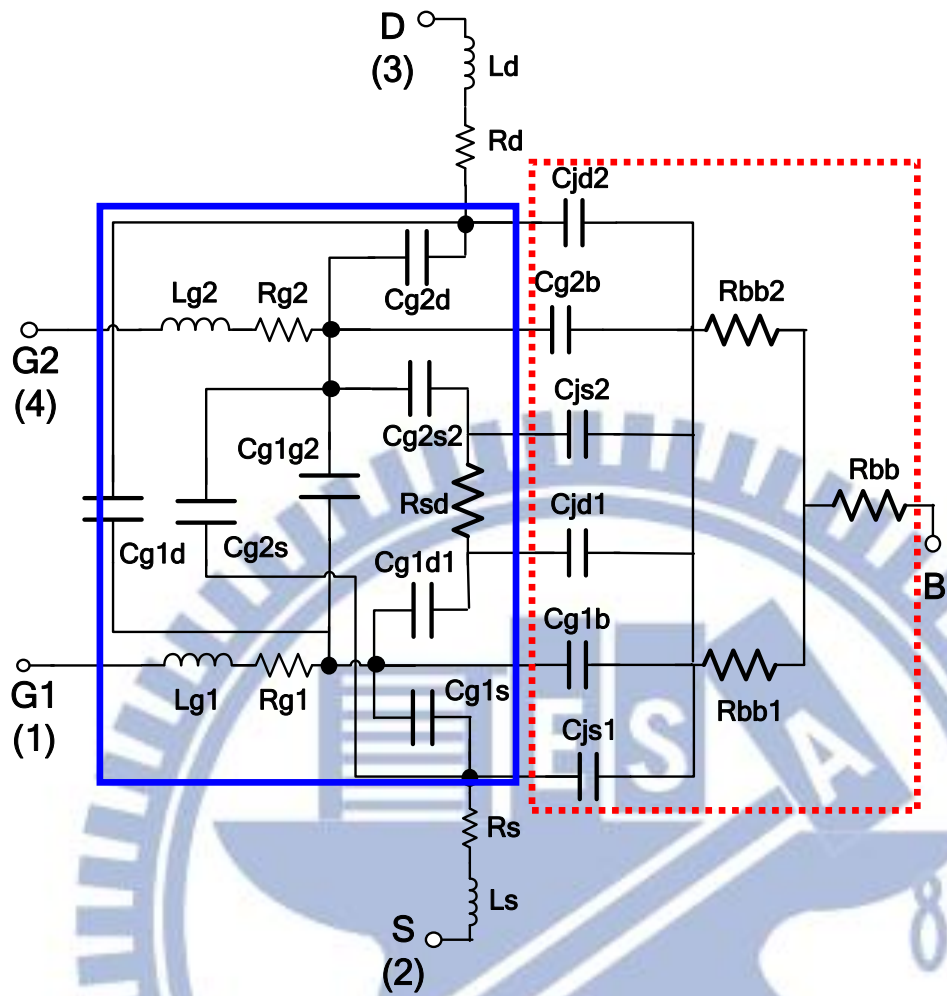 D
(3)
Ld
Rd
Cjd2
Cg2d
Cg2b
Rbb2
Lg2
Rg2
G2
(4)
Cjs2
Cg2s2
Cg1g2
Rsd
Rbb
Cjd1
Cg1d
Cg2s
Cg1d1
B
Cg1b
G1
(1)
Lg1
Rg1
Cg1s
Rbb1
Cjs1
ESA
Rs
Ls
S
(2)